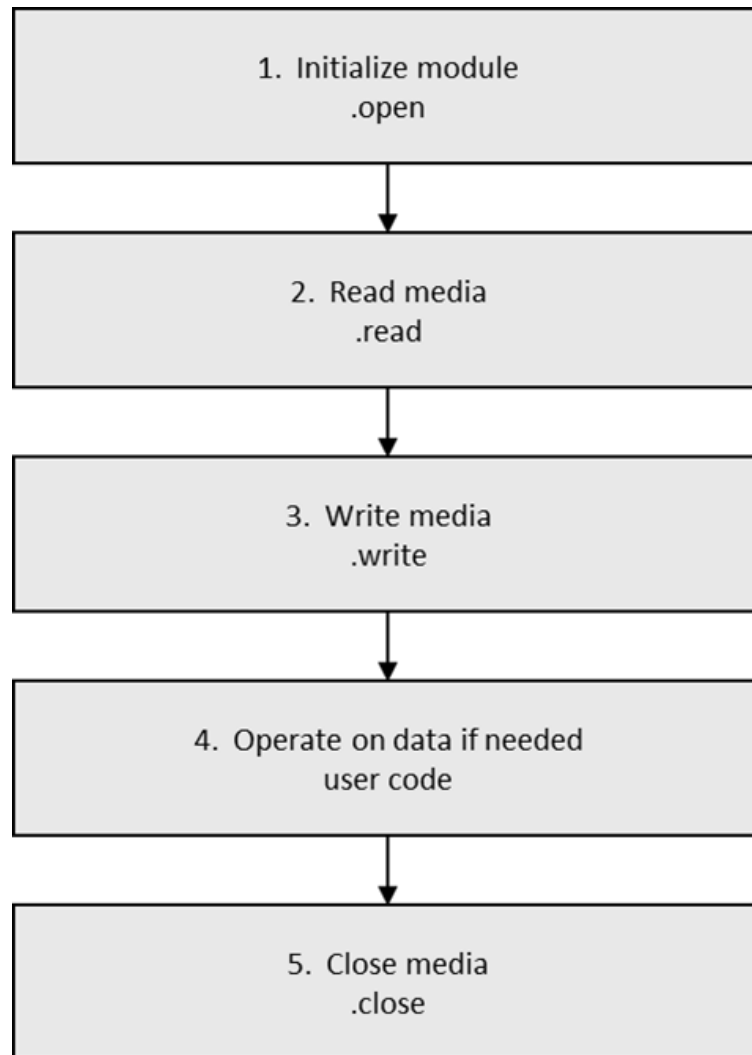 1. Initialize module
.open
2. Read media
.read
3. Write media
.write
4. Operate on data if needed
user code
5. Close media
.close